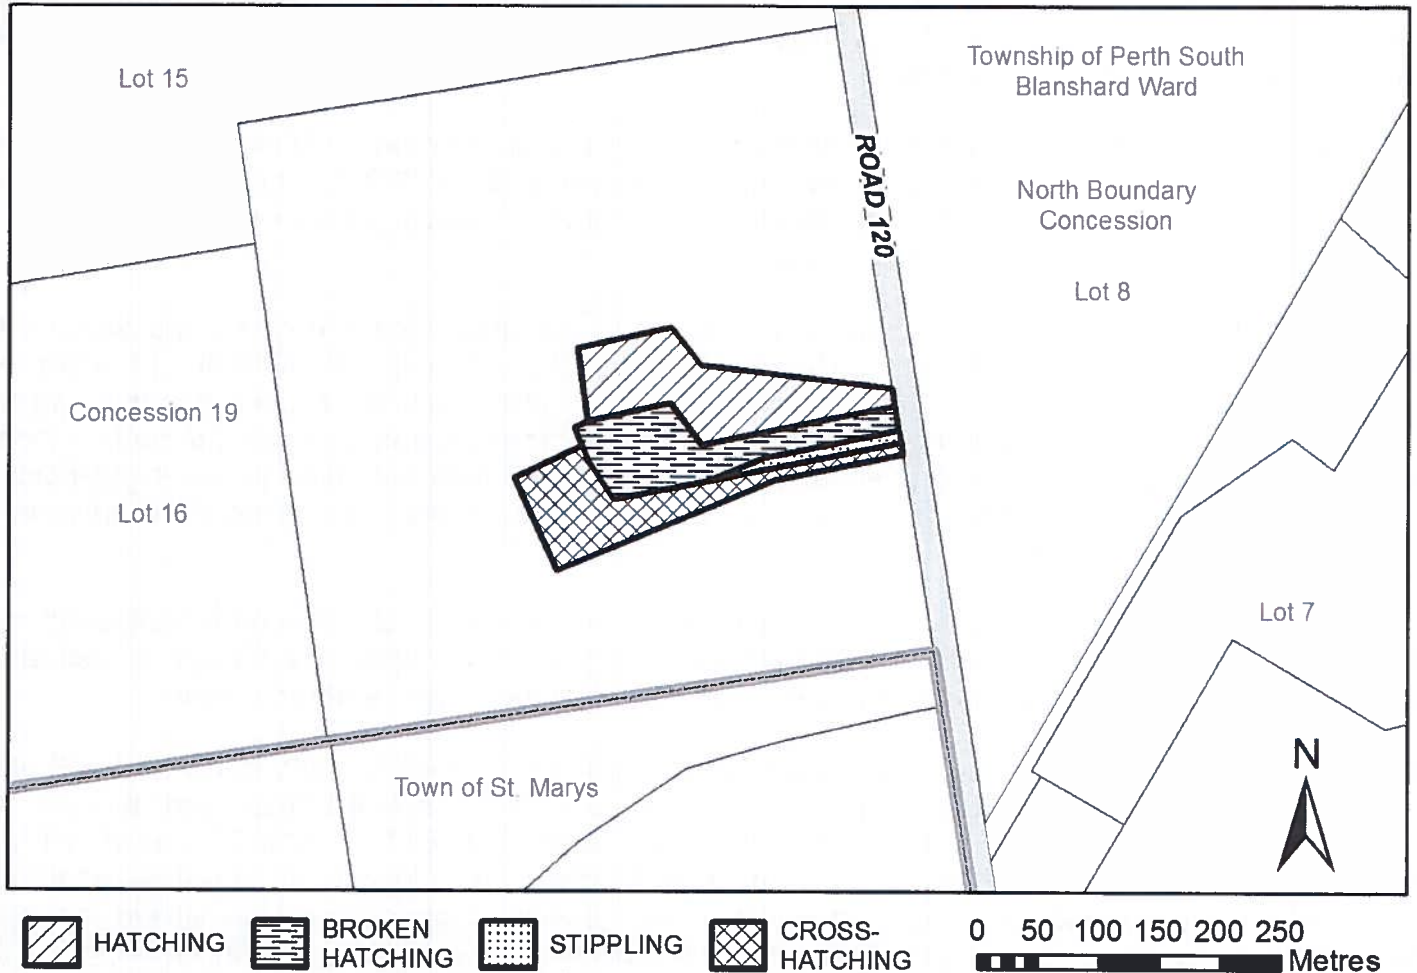 Lot 15
Township of Perth South
Blanshard Ward
ROAD 120
North Boundary
Concession
Lot 8
Concession 19
Lot 16
Lot 7
Town of St. Marys
N
HATCHING
BROKEN
HATCHING
STIPPLING
CROSS-
HATCHING
0 50 100 150 200 250
Metres